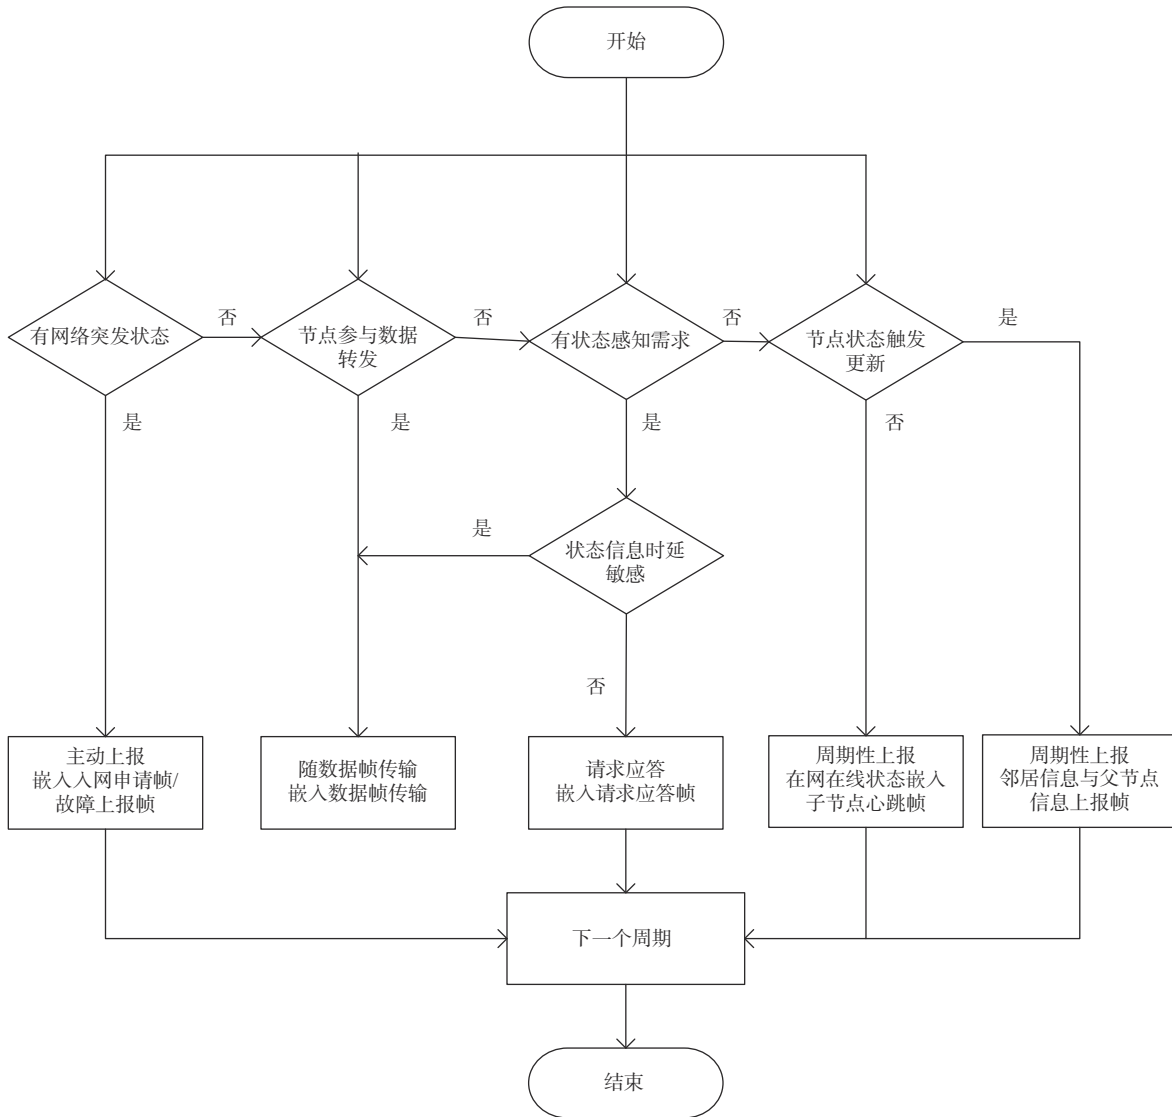 开始
有网络突发状态
否
节点参与数据
转发
否
有状态感知需求
否
节点状态触发
更新
是
是
是
是
否
是
状态信息时延
敏感
否
主动上报
嵌入入网申请帧/
故障上报帧
随数据帧传输
嵌入数据帧传输
请求应答
嵌入请求应答帧
周期性上报
在网在线状态嵌入
子节点心跳帧
周期性上报
邻居信息与父节点
信息上报帧
下一个周期
结束